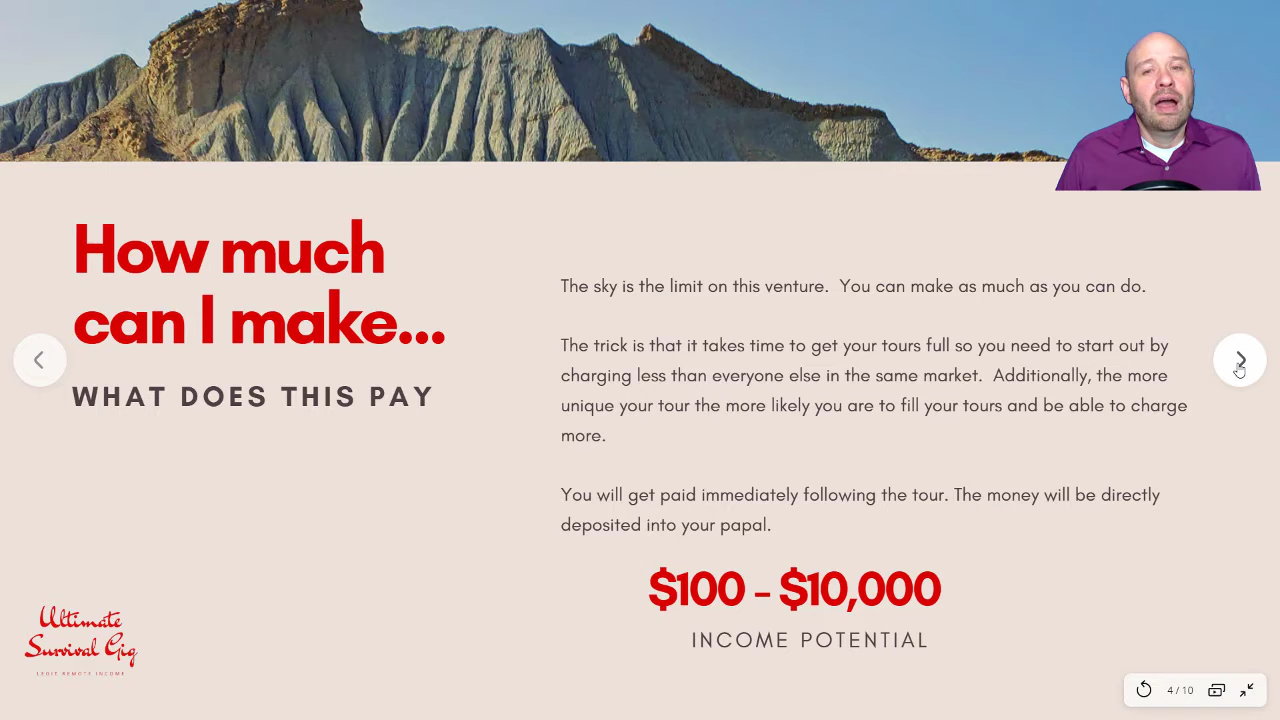 How much
can I make...
WHAT DOES THIS PAY
The sky is the limit on this venture.  You can make as much as you can do.
The trick is that it takes time to get your tours full so you need to start out by
charging less than everyone else in the same market.  Additionally, the more
unique your tour the more likely you are to fill your tours and be able to charge
more.
You will get paid immediately following the tour. The money will be directly
deposited into your papal.
$100 - $10,000
INCOME POTENTIAL
Ultimate
Survival Gig
LEGIT REMOTE INCOME
4 / 10